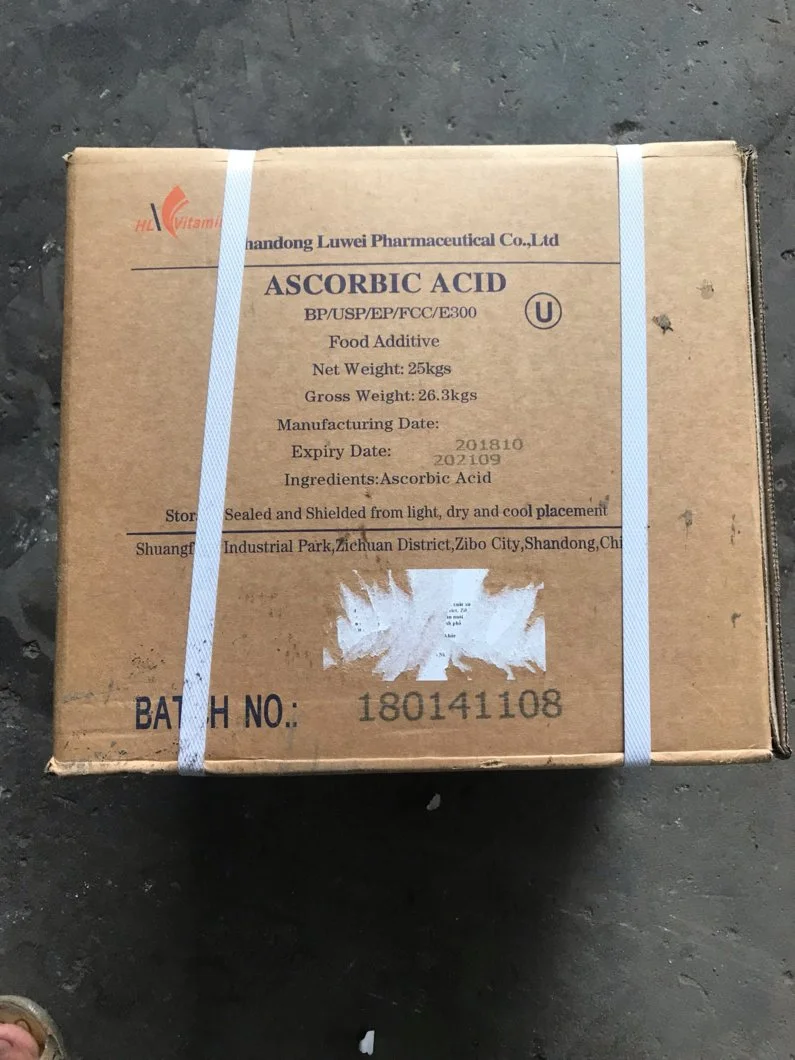 HL Vitamin
handong Luwei Pharmaceutical Co.,Ltd
ASCORBIC ACID
BP/USP/EP/FCC/E300
U
Food Additive
Net Weight: 25kgs
Gross Weight: 26.3kgs
Manufacturing Date:
201810
Expiry Date:
202109
Ingredients:Ascorbic Acid
Stor Sealed and Shielded from light, dry and cool placement
Shuangf Industrial Park,Zichuan District,Zibo City,Shandong,Chi
BATCH NO.: 180141108